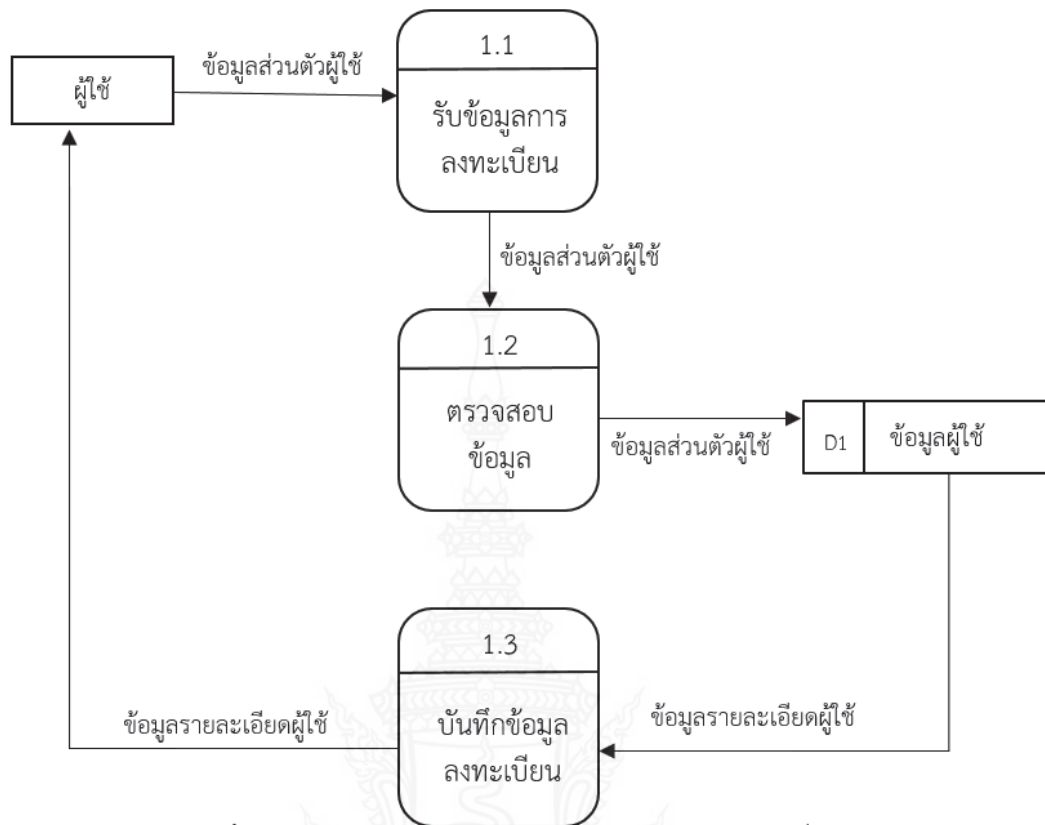 ผู้ใช้
ข้อมูลส่วนตัวผู้ใช้
1.1
รับข้อมูลการ
ลงทะเบียน
ข้อมูลส่วนตัวผู้ใช้
1.2
ตรวจสอบ
ข้อมูล
ข้อมูลส่วนตัวผู้ใช้
D1
ข้อมูลผู้ใช้
1.3
บันทึกข้อมูล
ลงทะเบียน
ข้อมูลรายละเอียดผู้ใช้
ข้อมูลรายละเอียดผู้ใช้